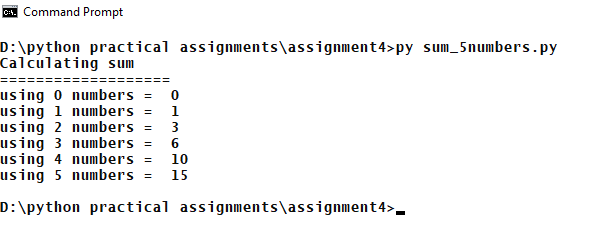 Command Prompt
D:\python practical assignments\assignment4>py sum_5numbers.py
Calculating sum
===================
using 0 numbers =  0
using 1 numbers =  1
using 2 numbers =  3
using 3 numbers =  6
using 4 numbers =  10
using 5 numbers =  15
D:\python practical assignments\assignment4>